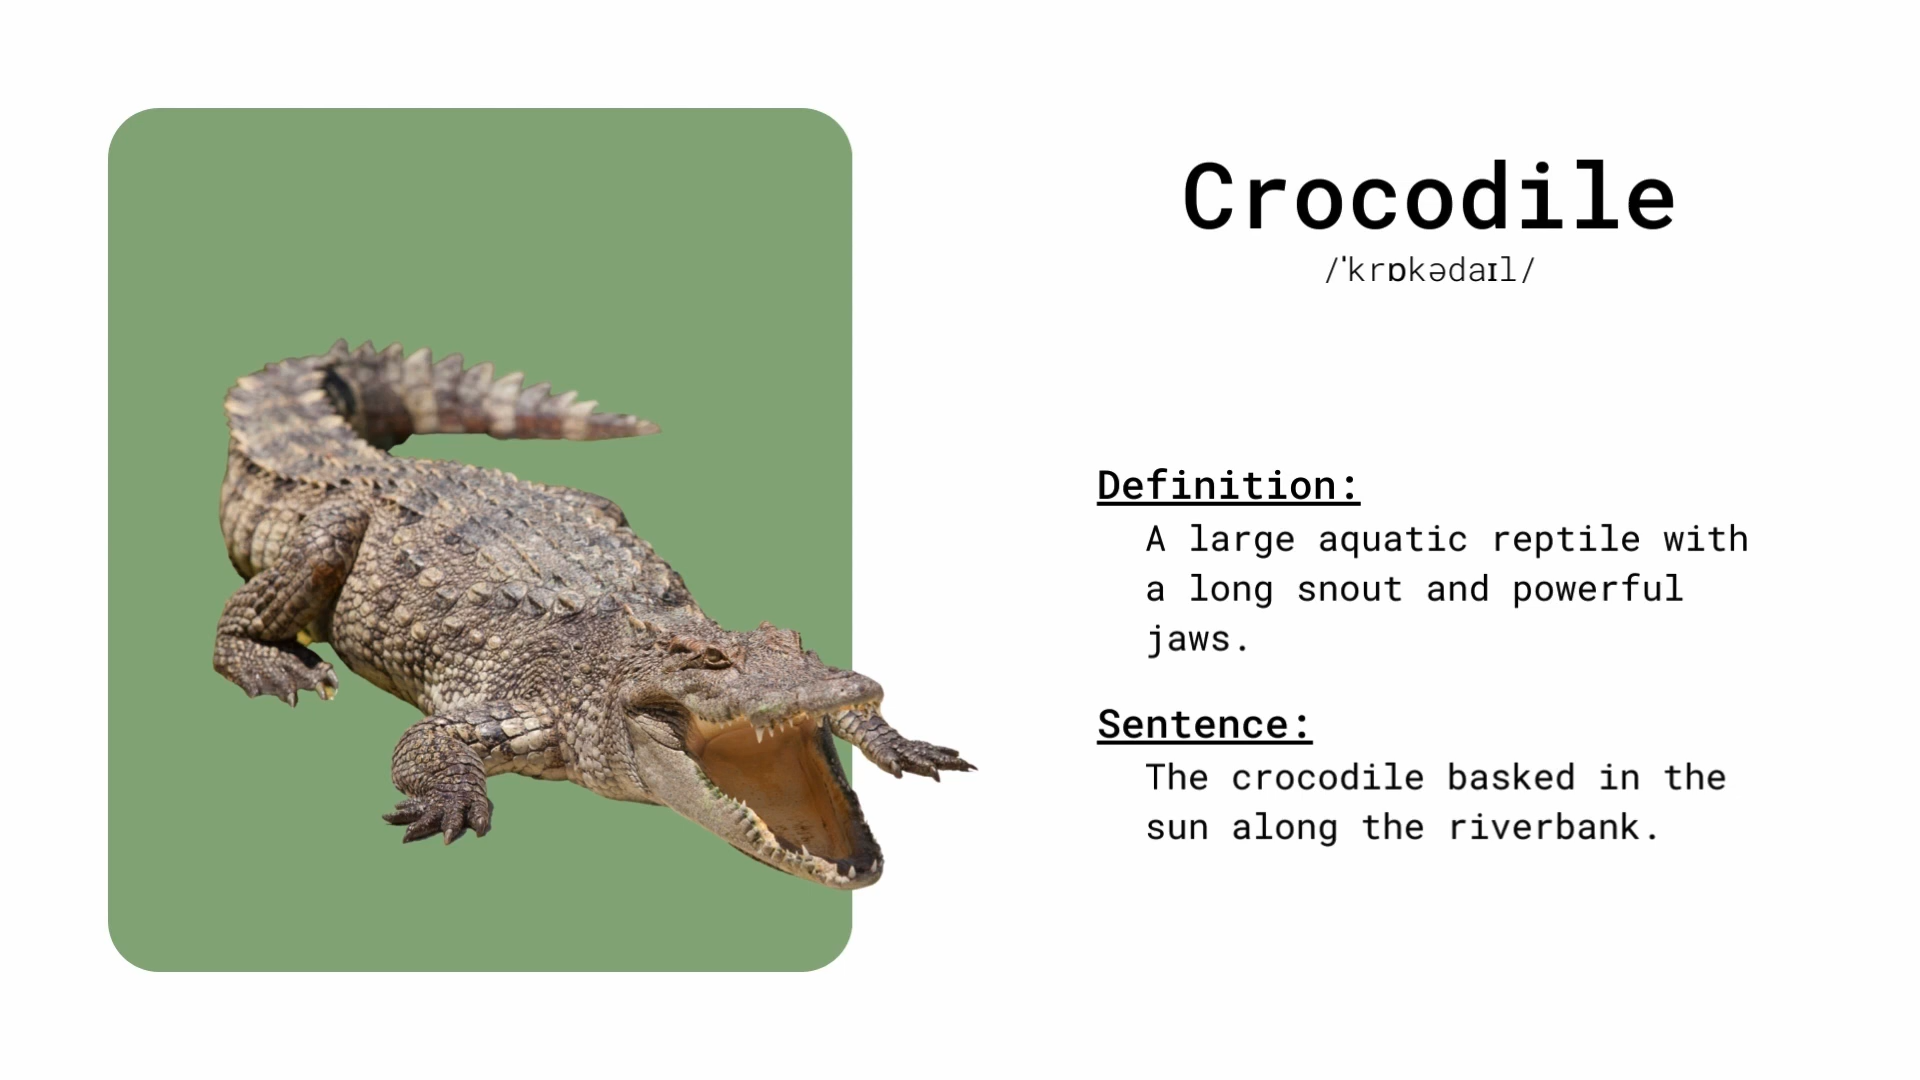 Crocodile
/ˈkrɒkədaɪl/
Definition:
A large aquatic reptile with
a long snout and powerful
jaws.
Sentence:
The crocodile basked in the
sun along the riverbank.